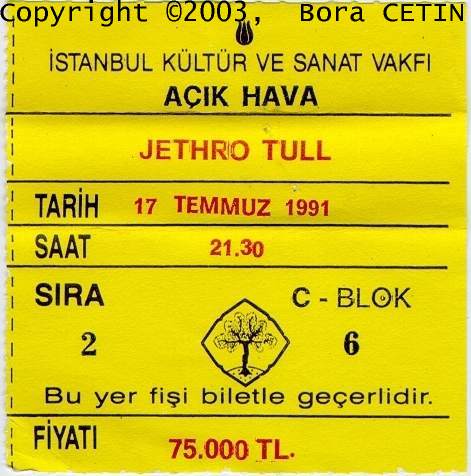 Copyright ©2003, Bora CETIN
İSTANBUL KÜLTÜR VE SANAT VAKFI
AÇIK HAVA
JETHRO TULL
TARİH 17 TEMMUZ 1991
SAAT 21.30
SIRA C - BLOK
2 6
Bu yer fişi biletle geçerlidir.
FİYATI 75.000 TL.